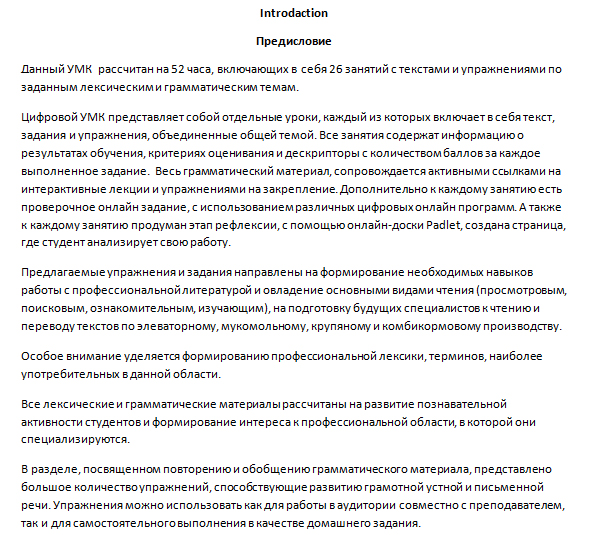 Introdaction
Предисловие
Данный УМК рассчитан на 52 часа, включающих в себя 26 занятий с текстами и упражнениями по
заданным лексическим и грамматическим темам.
Цифровой УМК представляет собой отдельные уроки, каждый из которых включает в себя текст,
задания и упражнения, объединенные общей темой. Все занятия содержат информацию о
результатах обучения, критериях оценивания и дескрипторы с количеством баллов за каждое
выполненное задание. Весь грамматический материал, сопровождается активными ссылками на
интерактивные лекции и упражнениями на закрепление. Дополнительно к каждому занятию есть
проверочное онлайн задание, с использованием различных цифровых онлайн программ. А также
к каждому занятию продуман этап рефлексии, с помощью онлайн-доски Padlet, создана страница,
где студент анализирует свою работу.
Предлагаемые упражнения и задания направлены на формирование необходимых навыков
работы с профессиональной литературой и овладение основными видами чтения (просмотровым,
поисковым, ознакомительным, изучающим), на подготовку будущих специалистов к чтению и
переводу текстов по элеваторному, мукомольному, крупяному и комбикормовому производству.
Особое внимание уделяется формированию профессиональной лексики, терминов, наиболее
употребительных в данной области.
Все лексические и грамматические материалы рассчитаны на развитие познавательной
активности студентов и формирование интереса к профессиональной области, в которой они
специализируются.
В разделе, посвященном повторению и обобщению грамматического материала, представлено
большое количество упражнений, способствующие развитию грамотной устной и письменной
речи. Упражнения можно использовать как для работы в аудитории совместно с преподавателем,
так и для самостоятельного выполнения в качестве домашнего задания.